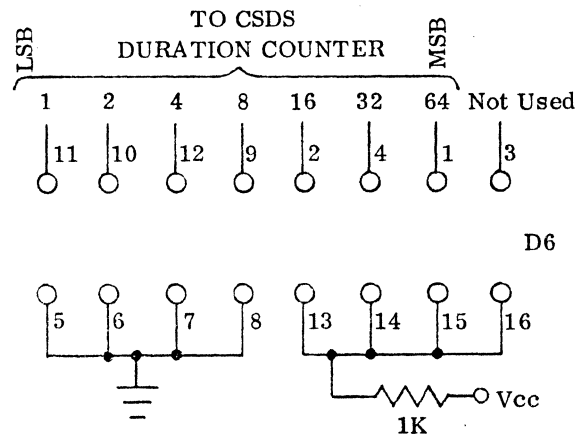 TO CSDS
LSB DURATION COUNTER MSB
1 2 4 8 16 32 64 Not Used
11 10 12 9 2 4 1 3
D6
5 6 7 8 13 14 15 16
Vcc
1K